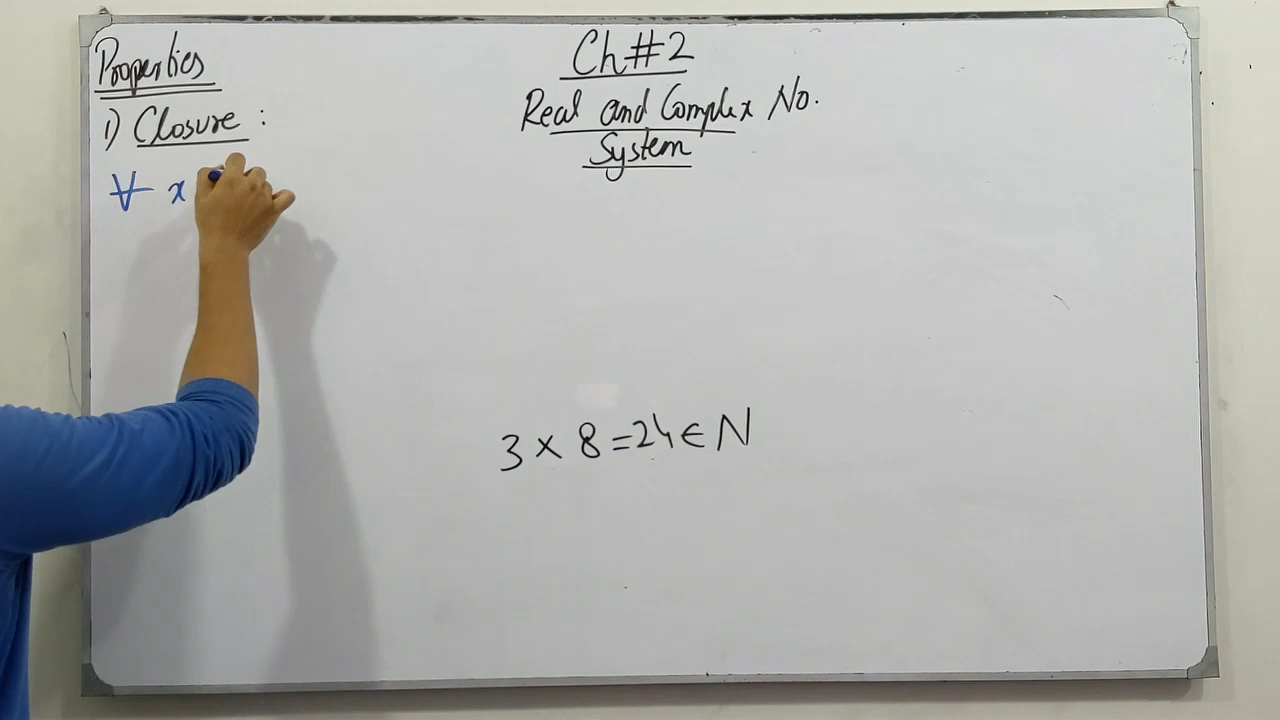 Properties
1) Closure :
∀ x
Ch#2
Real and Complex No.
System
3 × 8 = 24 ∈ N